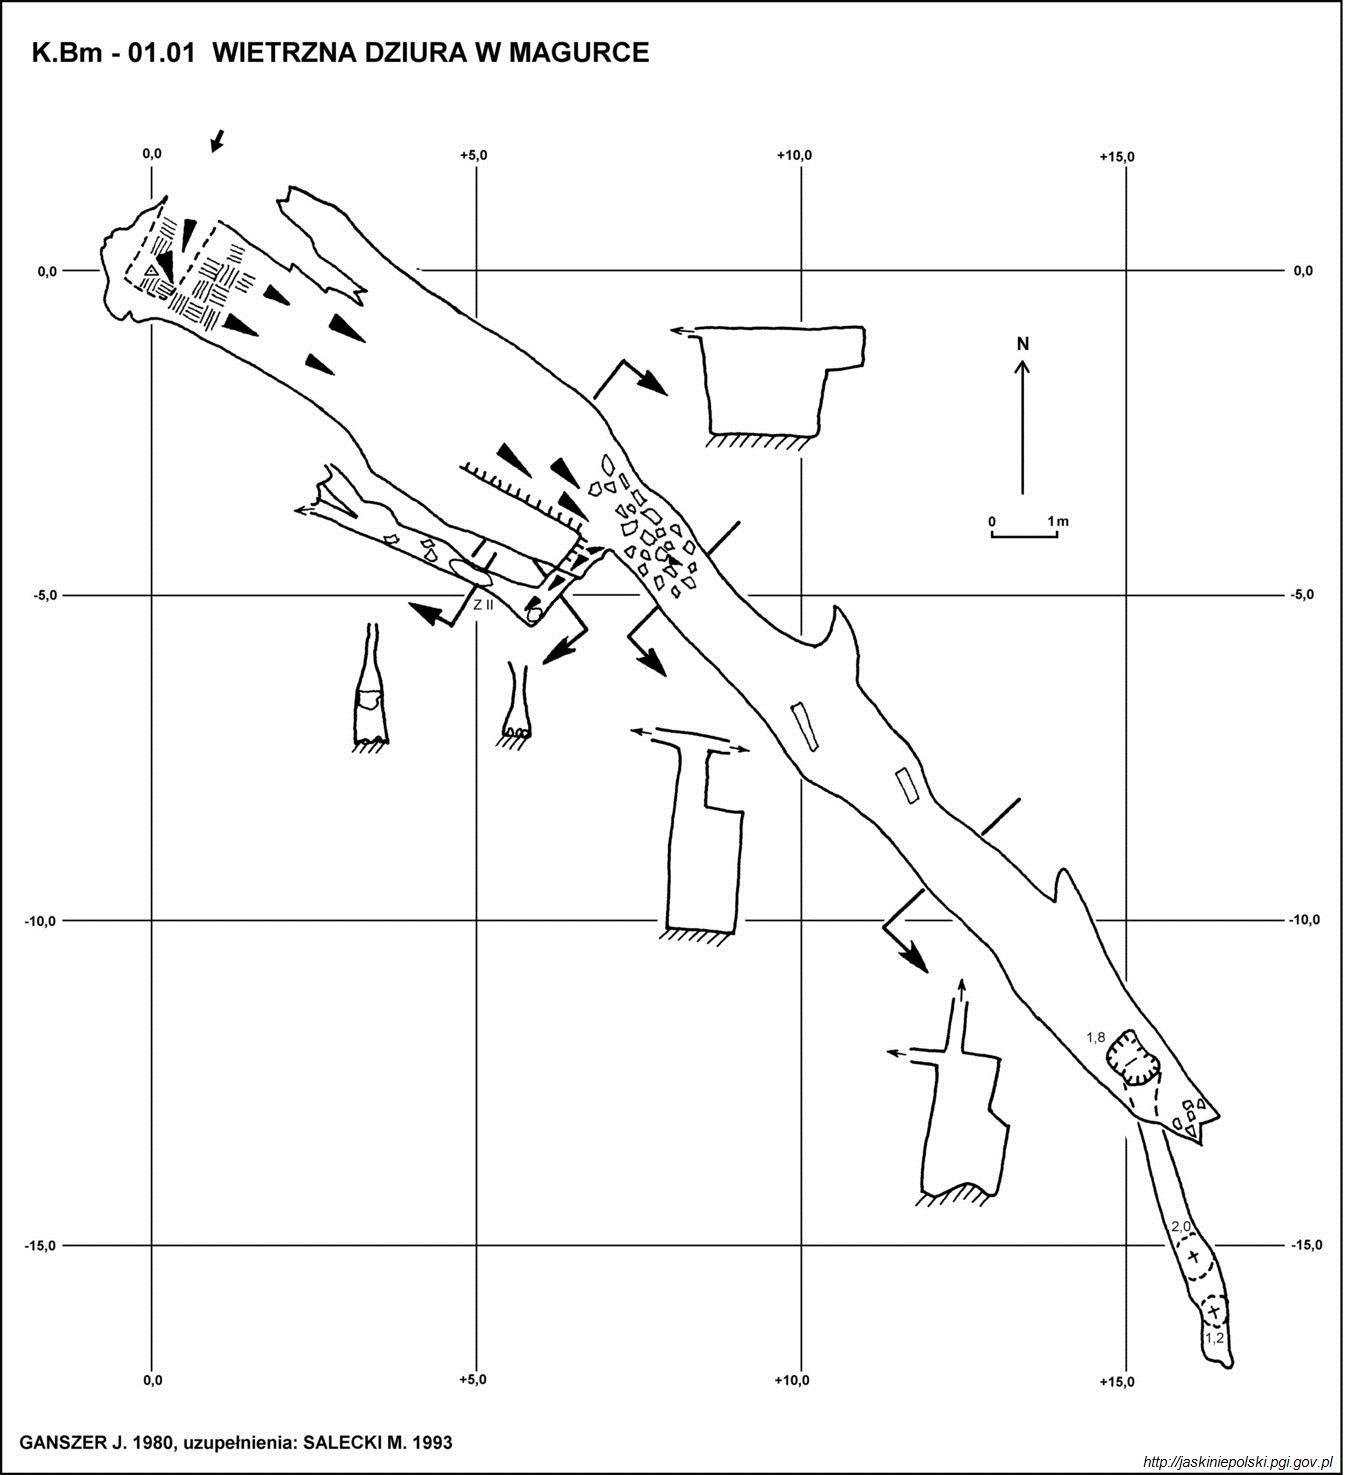 K.Bm - 01.01 WIETRZNA DZIURA W MAGURCE
0,0 +5,0 +10,0 +15,0
0,0 0,0
N
0 1m
-5,0 -5,0
Z II
-10,0 -10,0
1,8
2,0
-15,0 -15,0
1,2
0,0 +5,0 +10,0 +15,0
GANSZER J. 1980, uzupełnienia: SALECKI M. 1993
http://jaskiniepolski.pgi.gov.pl